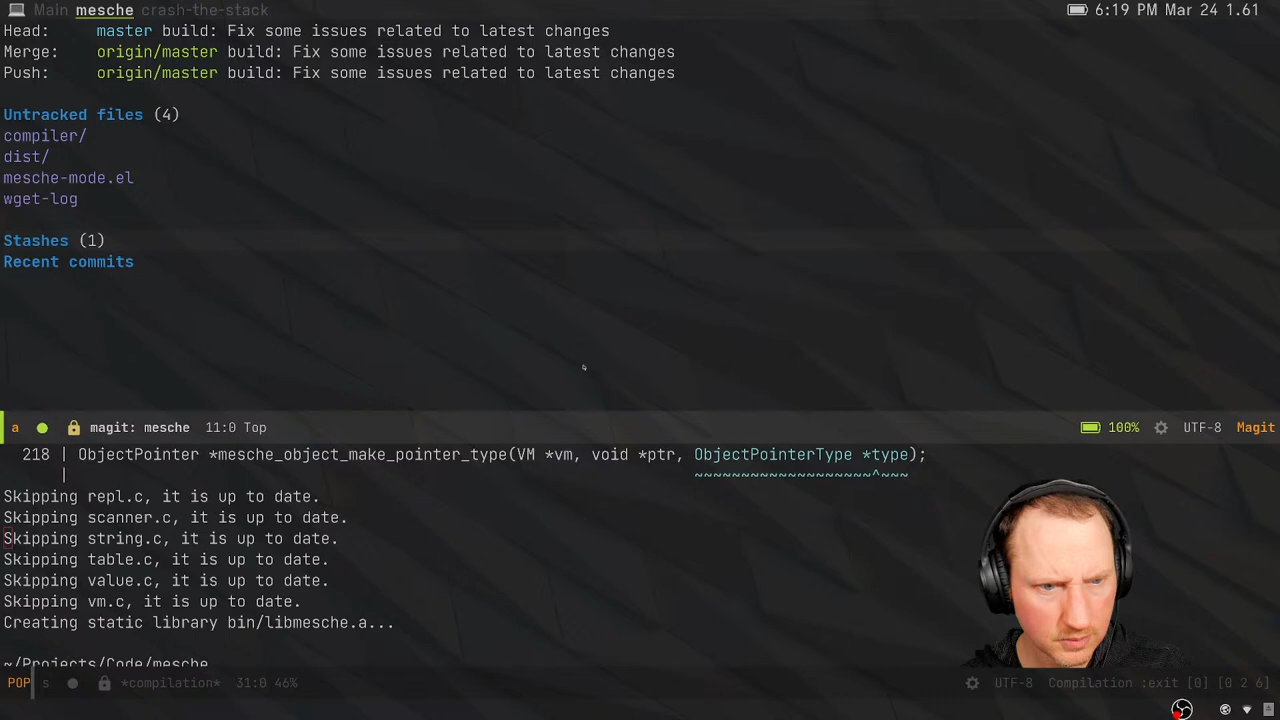 Main mesche crash-the-stack
6:19 PM Mar 24 1.61
Head: master build: Fix some issues related to latest changes
Merge: origin/master build: Fix some issues related to latest changes
Push: origin/master build: Fix some issues related to latest changes
Untracked files (4)
compiler/
dist/
mesche-mode.el
wget-log
Stashes (1)
Recent commits
a magit: mesche 11:0 Top 100% UTF-8 Magit
218 | ObjectPointer *mesche_object_make_pointer_type(VM *vm, void *ptr, ObjectPointerType *type);
| ~~~~~~~~~~~~~~~~~~~^~~~
Skipping repl.c, it is up to date.
Skipping scanner.c, it is up to date.
Skipping string.c, it is up to date.
Skipping table.c, it is up to date.
Skipping value.c, it is up to date.
Skipping vm.c, it is up to date.
Creating static library bin/libmesche.a...
~/Projects/Code/mesche
POP s *compilation* 31:0 46% UTF-8 Compilation :exit [0] [0 2 6]